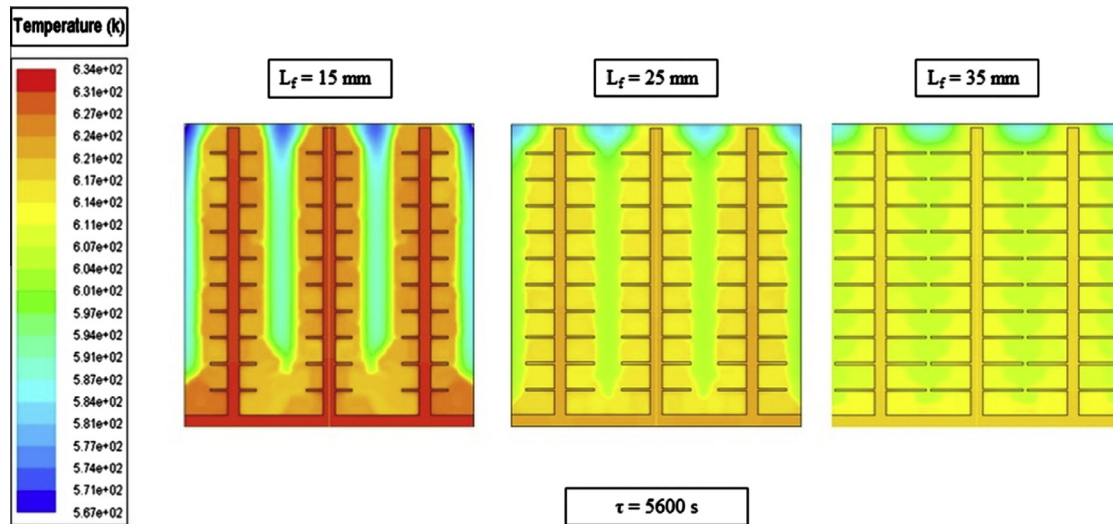 Temperature (k)
6.34e+02
6.31e+02
6.27e+02
6.24e+02
6.21e+02
6.17e+02
6.14e+02
6.11e+02
6.07e+02
6.04e+02
6.01e+02
5.97e+02
5.94e+02
5.91e+02
5.87e+02
5.84e+02
5.81e+02
5.77e+02
5.74e+02
5.71e+02
5.67e+02
L_f = 15 mm
L_f = 25 mm
L_f = 35 mm
τ = 5600 s